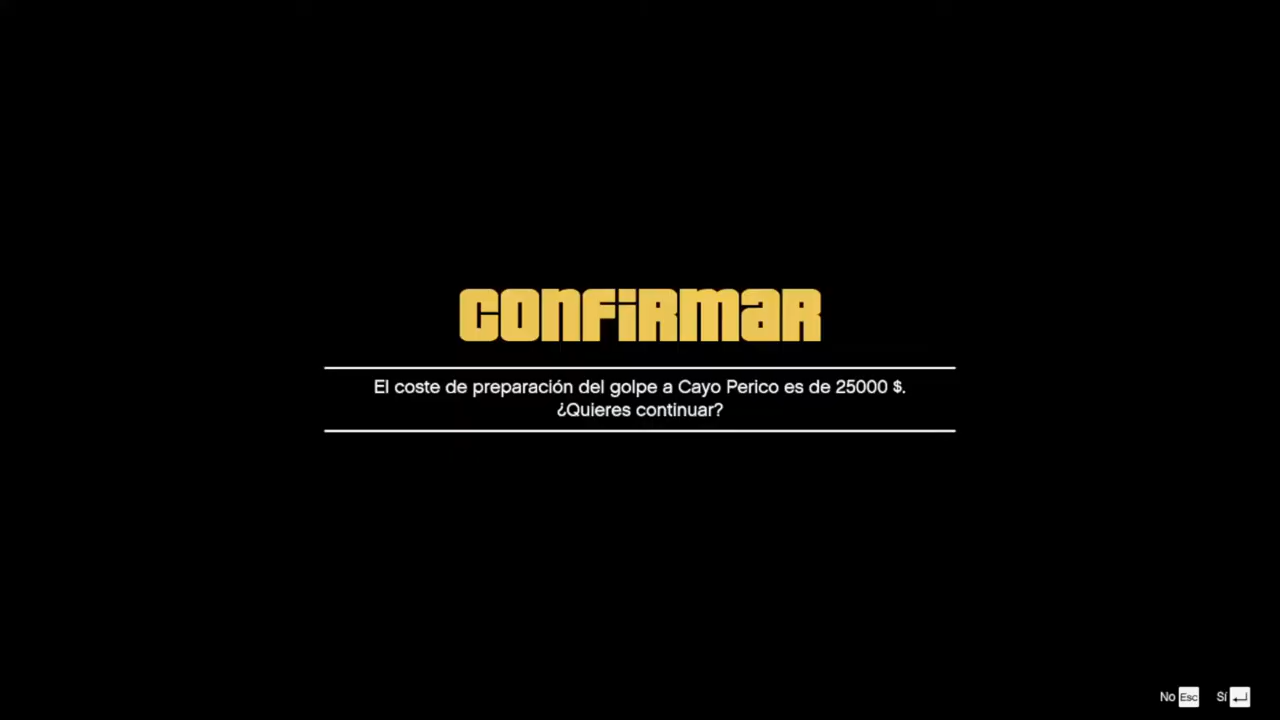 CONFIRMAR
El coste de preparación del golpe a Cayo Perico es de 25000 $.
¿Quieres continuar?
No Esc Sí